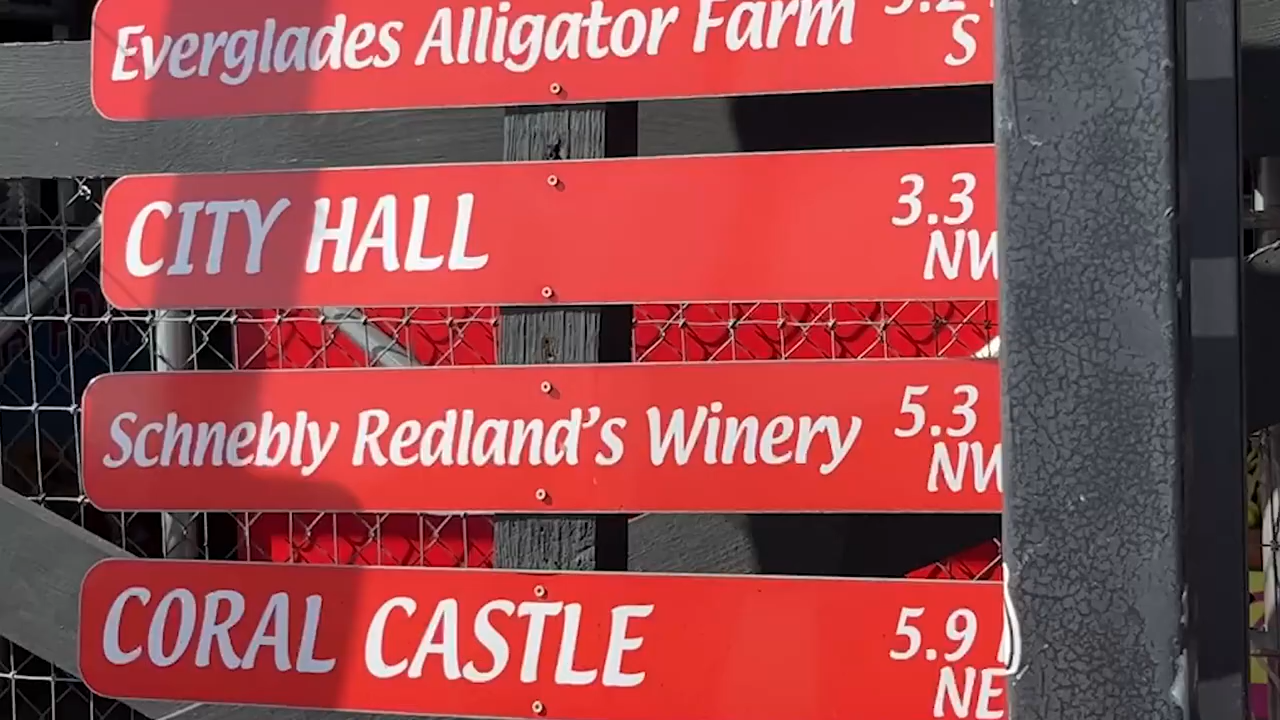 Everglades Alligator Farm
S
CITY HALL 3.3
NW
Schnebly Redland's Winery 5.3
NW
CORAL CASTLE 5.9
NE